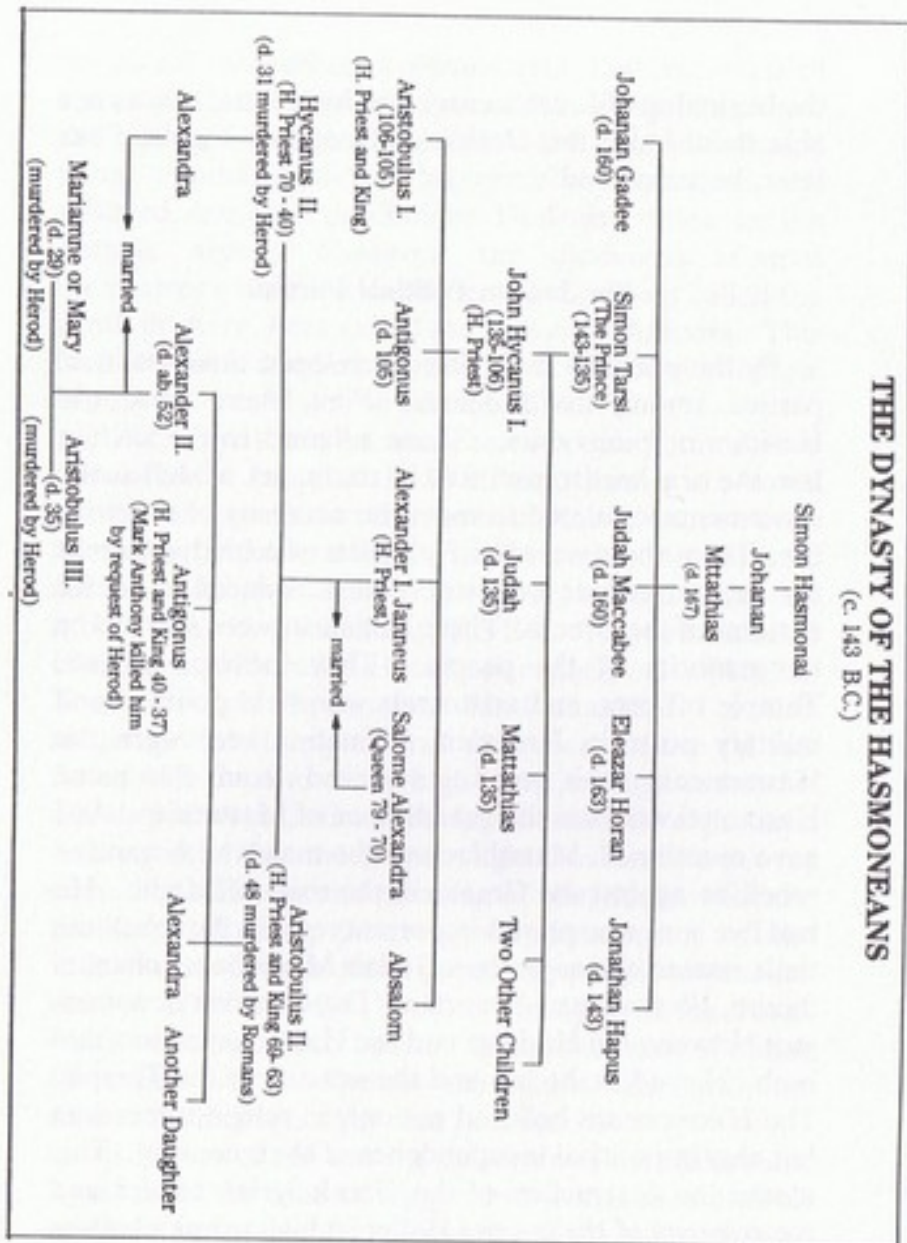 THE DYNASTY OF THE HASMONEANS
(c. 143 B.C.)
Simon Hasmonal
Johanan
Mtatathias
(d. 167)
Johanan Gadee
(d. 160)
Simon Tarsi
(The Prince)
(143-135)
Judah Maccabee
(d. 160)
Eleazar Horan
(d. 163)
Jonathan Hapus
(d. 143)
John Hycanus I.
(135-106)
(H. Priest)
Judah
(d. 135)
Mattathias
(d. 135)
Two Other Children
Aristobulus I.
(106-105)
(H. Priest and King)
Antigonus
(d. 105)
Alexander I. Janneus
(H. Priest)
Salome Alexandra
(Queen 79 - 70)
Absalom
married
Hycanus II.
(H. Priest 70 - 40)
(d. 31 murdered by Herod)
Aristobulus II.
(H. Priest and King 60- 63)
(d. 48 murdered by Romans)
Alexandra
married
Alexander II.
(d. ab. 52)
Antigonus
(H. Priest and King 40 -37)
(Mark Anthony killed him
by request of Herod)
Alexandra
Another Daughter
Mariamne or Mary
(d. 29)
(murdered by Herod)
Aristobulus III.
(d. 35)
(murdered by Herod)